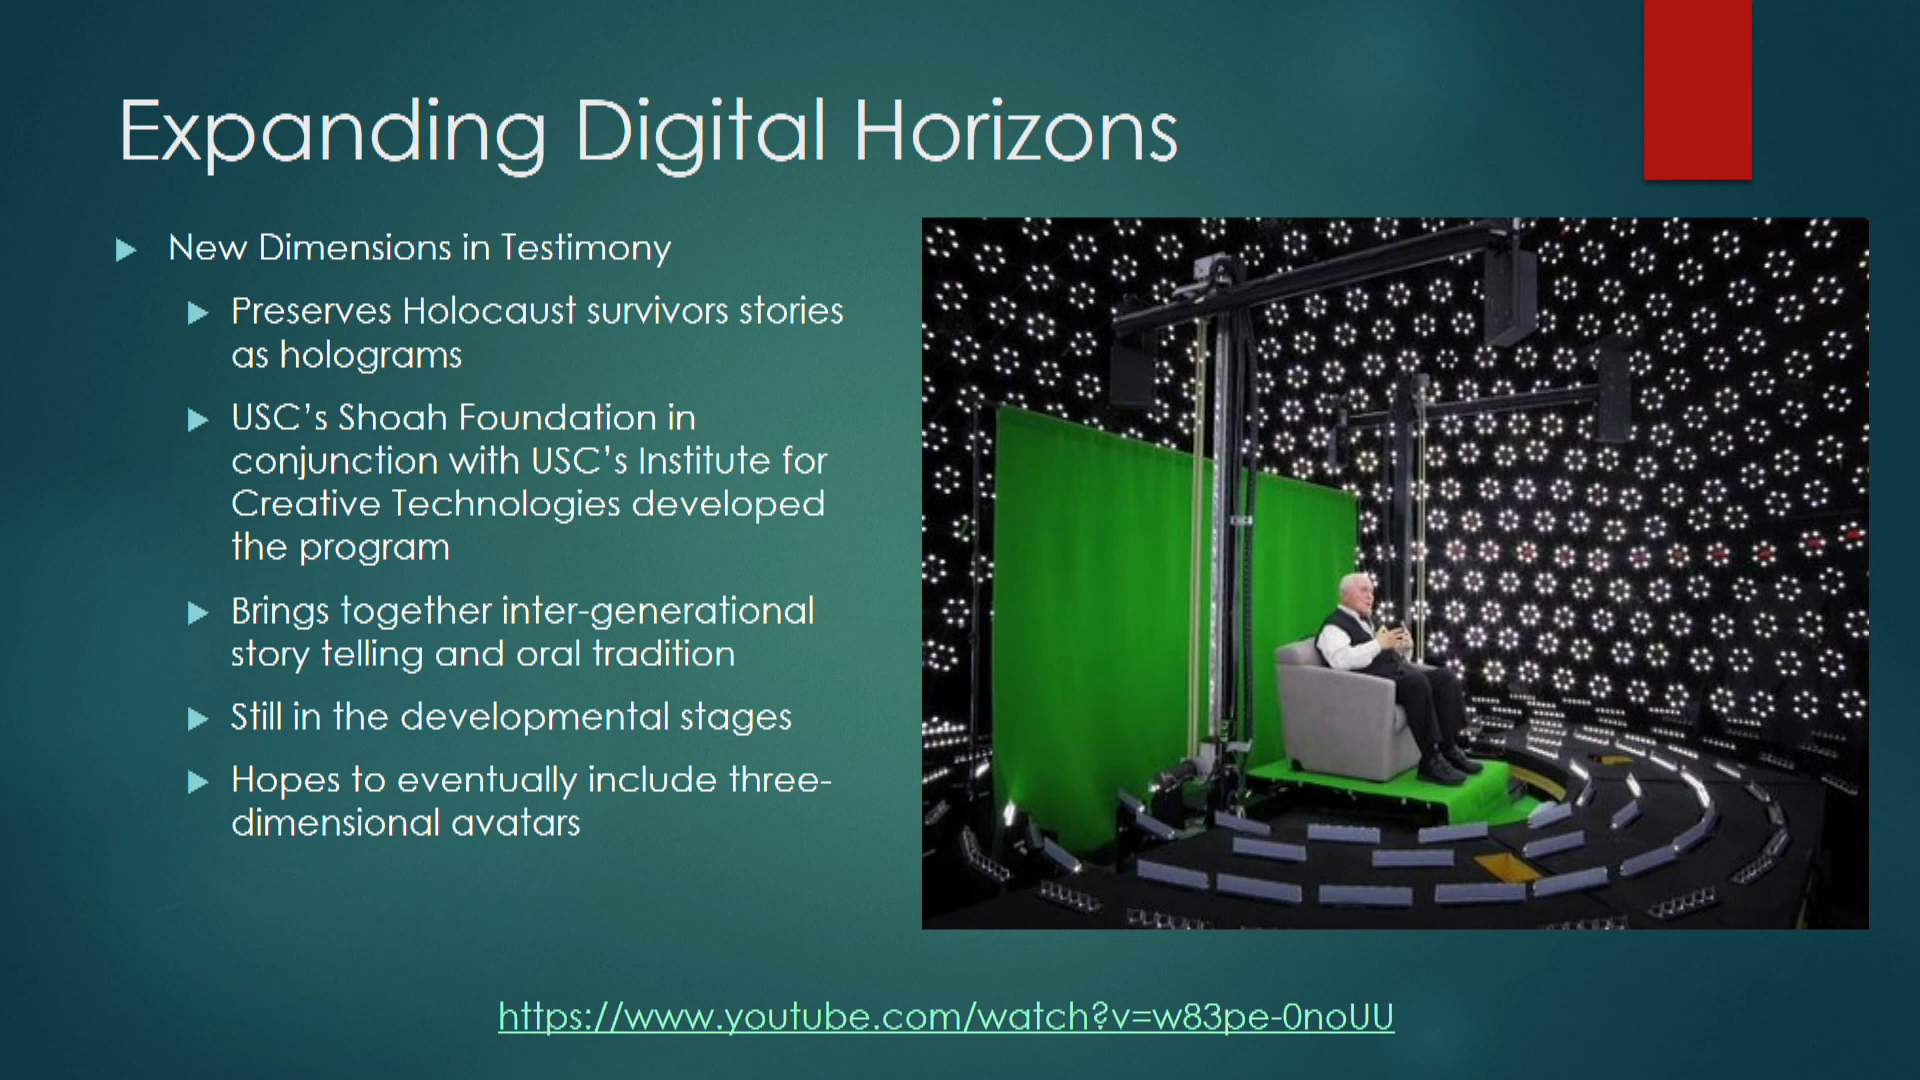 Expanding Digital Horizons
New Dimensions in Testimony
Preserves Holocaust survivors stories
as holograms
USC’s Shoah Foundation in
conjunction with USC’s Institute for
Creative Technologies developed
the program
Brings together inter-generational
story telling and oral tradition
Still in the developmental stages
Hopes to eventually include three-
dimensional avatars
https://www.youtube.com/watch?v=w83pe-0noUU